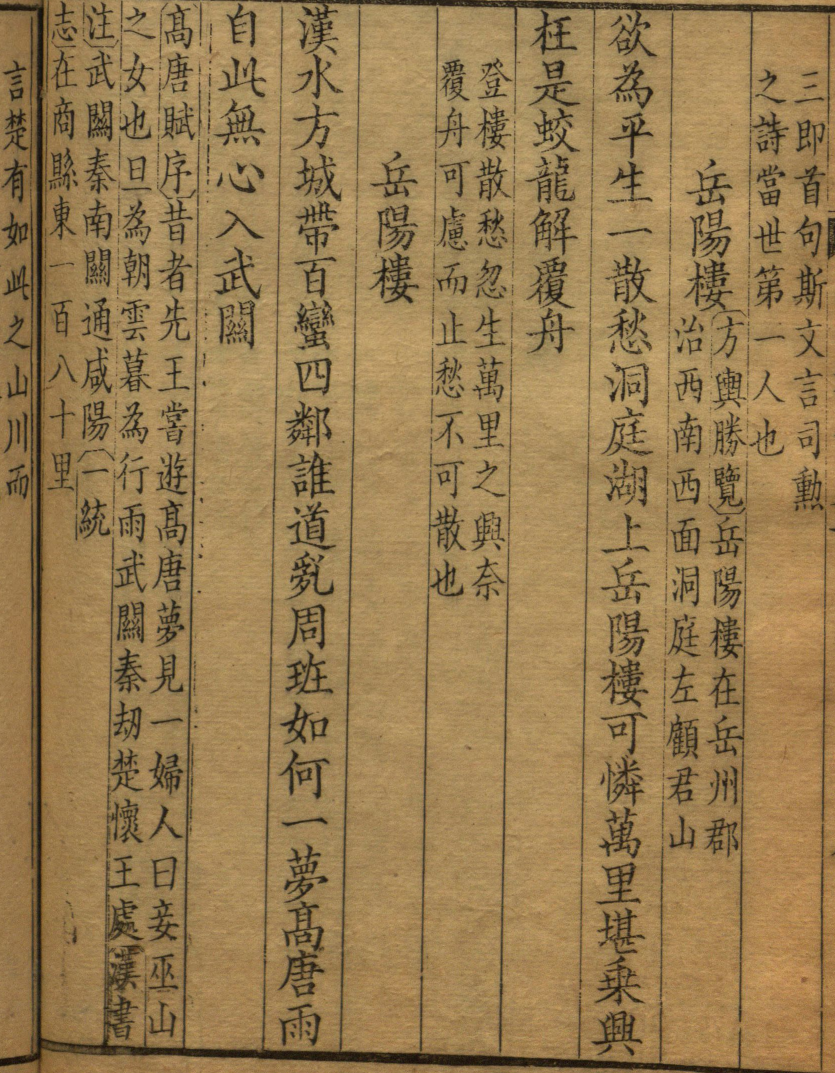 三即首句斯文言司勲
之詩當世第一人也
岳陽樓
方輿勝覽岳陽樓在岳州郡
治西南西面洞庭左顧君山
欲為平生一散愁洞庭湖上岳陽樓可憐萬里堪乗興
枉是蛟龍解覆舟
登樓散愁忽生萬里之興奈
覆舟可慮而止愁不可散也
岳陽樓
漢水方城帶百蠻四鄰誰道亂周班如何一夢髙唐雨
自此無心入武關
髙唐賦序昔者先王嘗遊髙唐夢見一婦人曰妾巫山
之女也旦為朝雲暮為行雨武關秦刼楚懷王處漢書
注武關秦南關通咸陽一統
志在商縣東一百八十里
言楚有如此之山川而